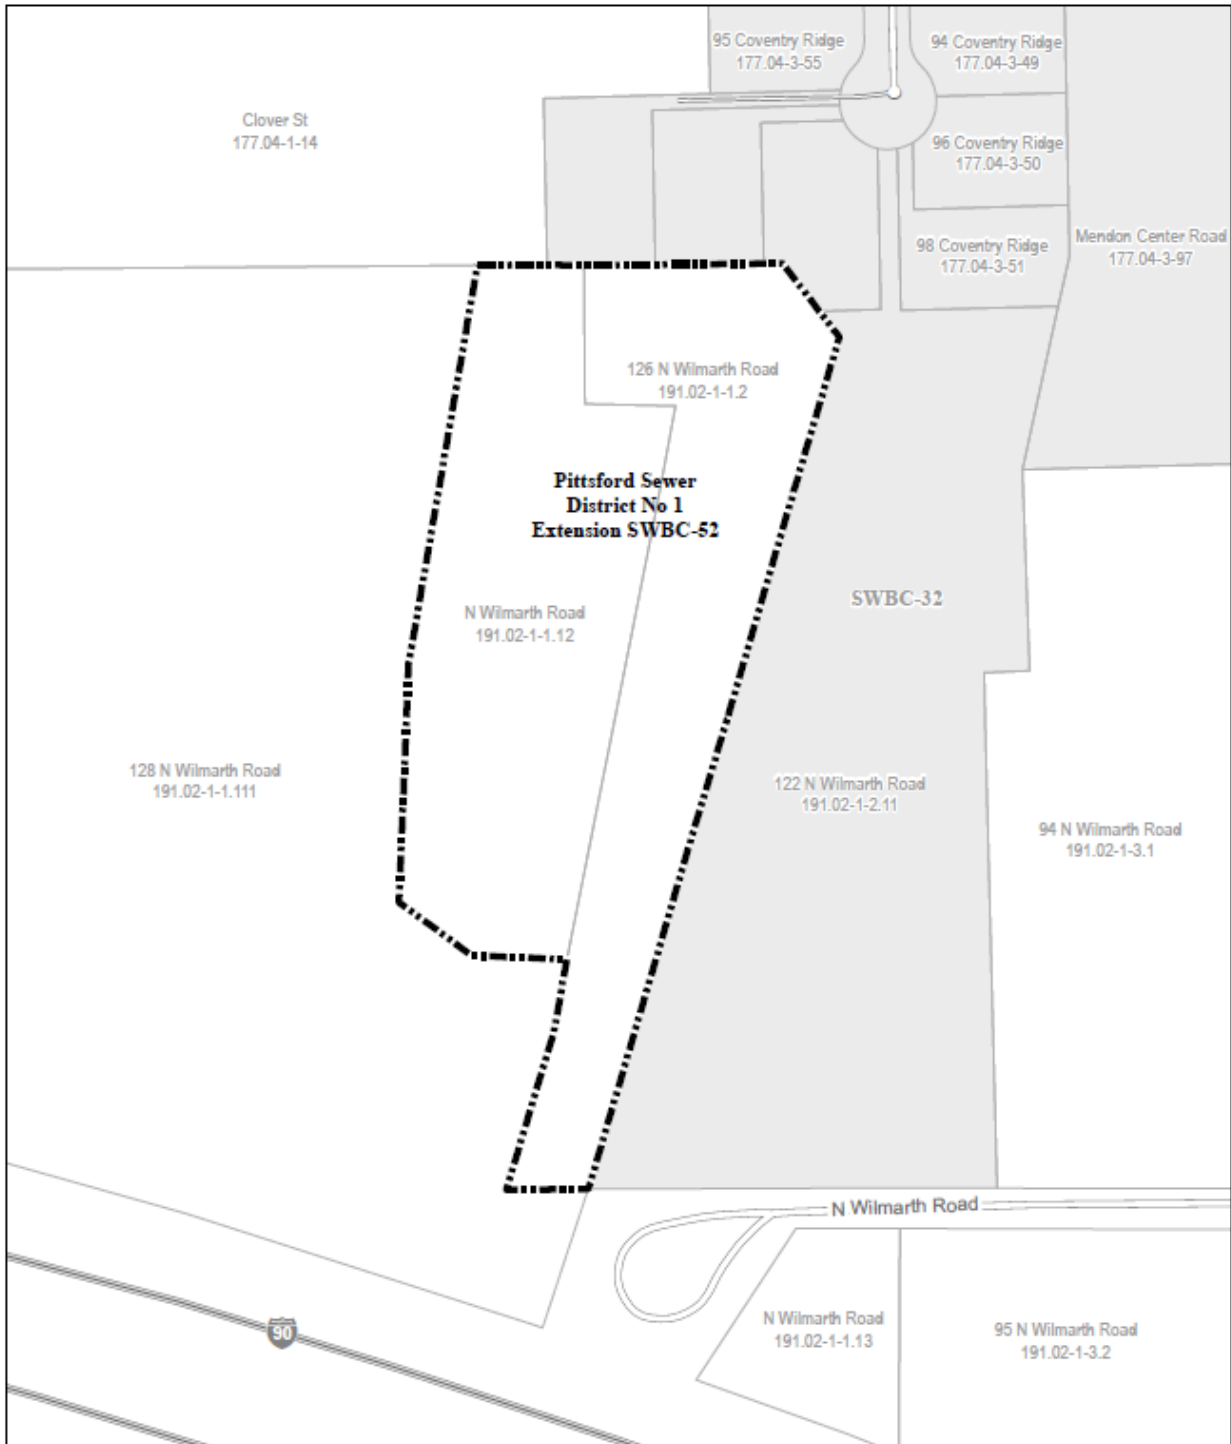 95 Coventry Ridge
177.04-3-55
94 Coventry Ridge
177.04-3-49
Clover St
177.04-1-14
96 Coventry Ridge
177.04-3-50
98 Coventry Ridge
177.04-3-51
Mendon Center Road
177.04-3-97
126 N Wilmarth Road
191.02-1-1.2
Pittsford Sewer
District No 1
Extension SWBC-52
SWBC-32
N Wilmarth Road
191.02-1-1.12
128 N Wilmarth Road
191.02-1-1.111
122 N Wilmarth Road
191.02-1-2.11
94 N Wilmarth Road
191.02-1-3.1
N Wilmarth Road
90
N Wilmarth Road
191.02-1-1.13
95 N Wilmarth Road
191.02-1-3.2